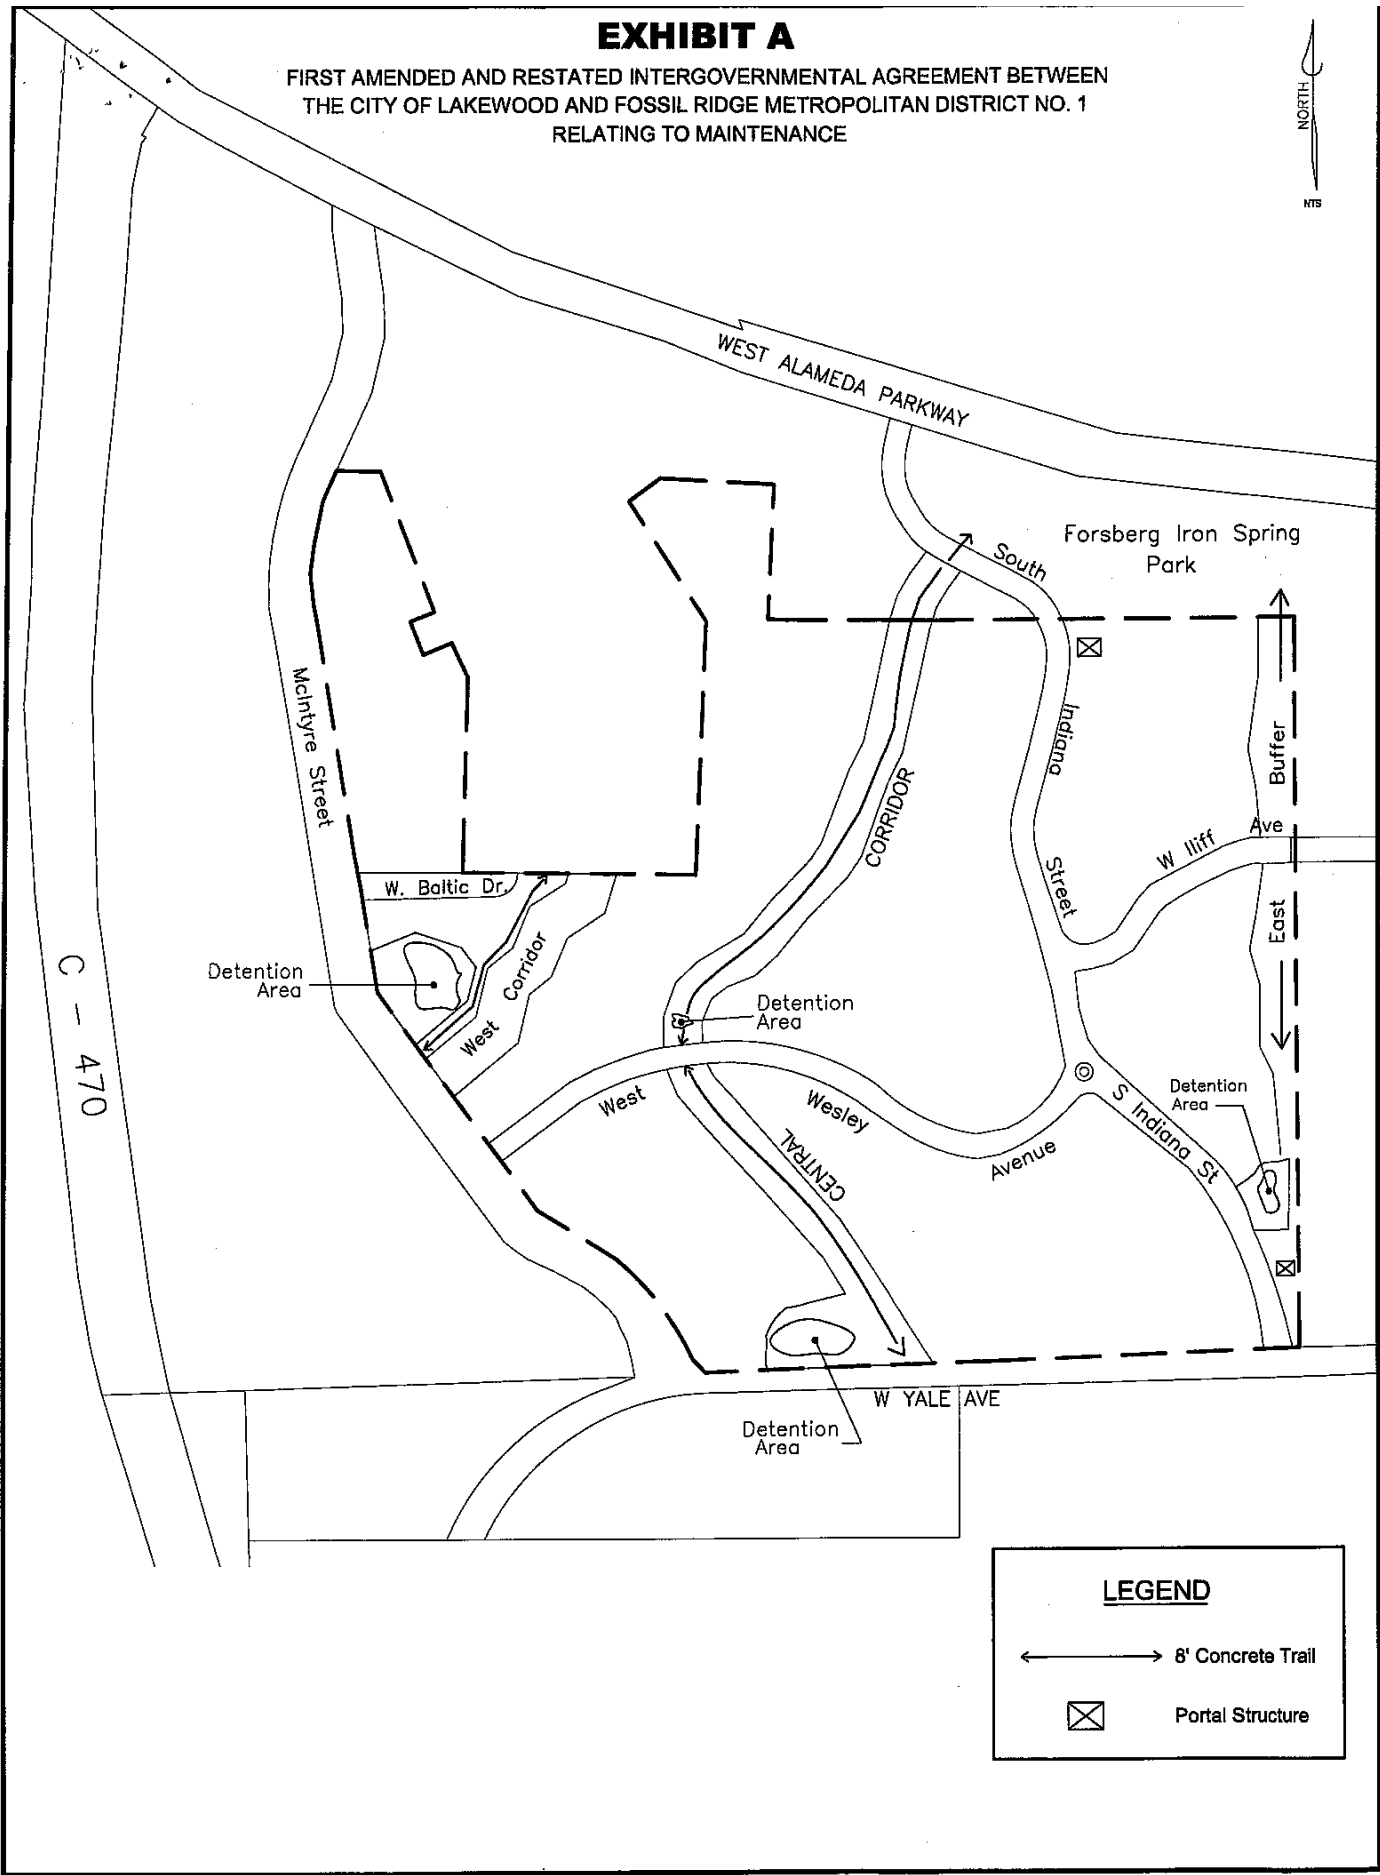 EXHIBIT A
FIRST AMENDED AND RESTATED INTERGOVERNMENTAL AGREEMENT BETWEEN
THE CITY OF LAKEWOOD AND FOSSIL RIDGE METROPOLITAN DISTRICT NO. 1
RELATING TO MAINTENANCE
NORTH
NTS
WEST ALAMEDA PARKWAY
Forsberg Iron Spring
Park
South
Indiana
Street
McIntyre Street
CORRIDOR
Buffer
W Iliff Ave
East
W. Baltic Dr.
West Corridor
Detention
Area
C - 470
Detention
Area
West
Wesley
Avenue
S Indiana St
Detention
Area
CENTRAL
W YALE AVE
Detention
Area
LEGEND
8' Concrete Trail
Portal Structure